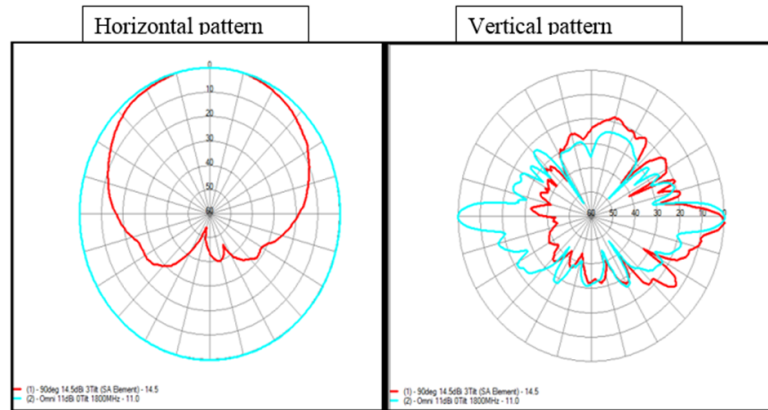 Horizontal pattern
Vertical pattern
0
10
20
30
40
50
60
60 50 40 30 20 10 0
(1) - 90deg 14.5dBi 3Tilt (SA Element) - 14.5
(2) - Omni 11dBi 0Tilt 1800MHz - 11.0
(1) - 90deg 14.5dBi 3Tilt (SA Element) - 14.5
(2) - Omni 11dBi 0Tilt 1800MHz - 11.0